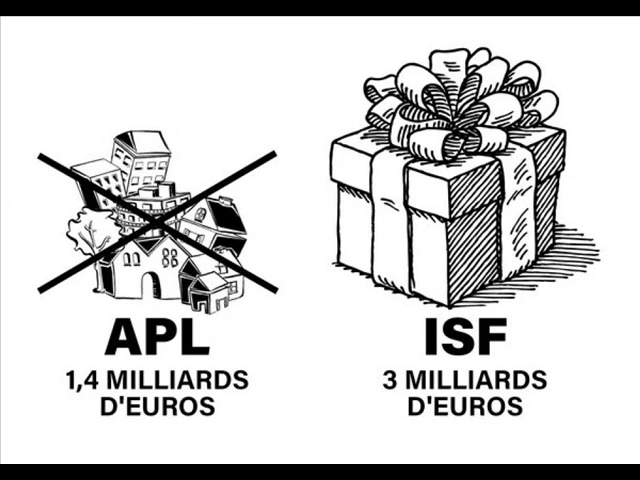 APL
1,4 MILLIARDS
D'EUROS
ISF
3 MILLIARDS
D'EUROS